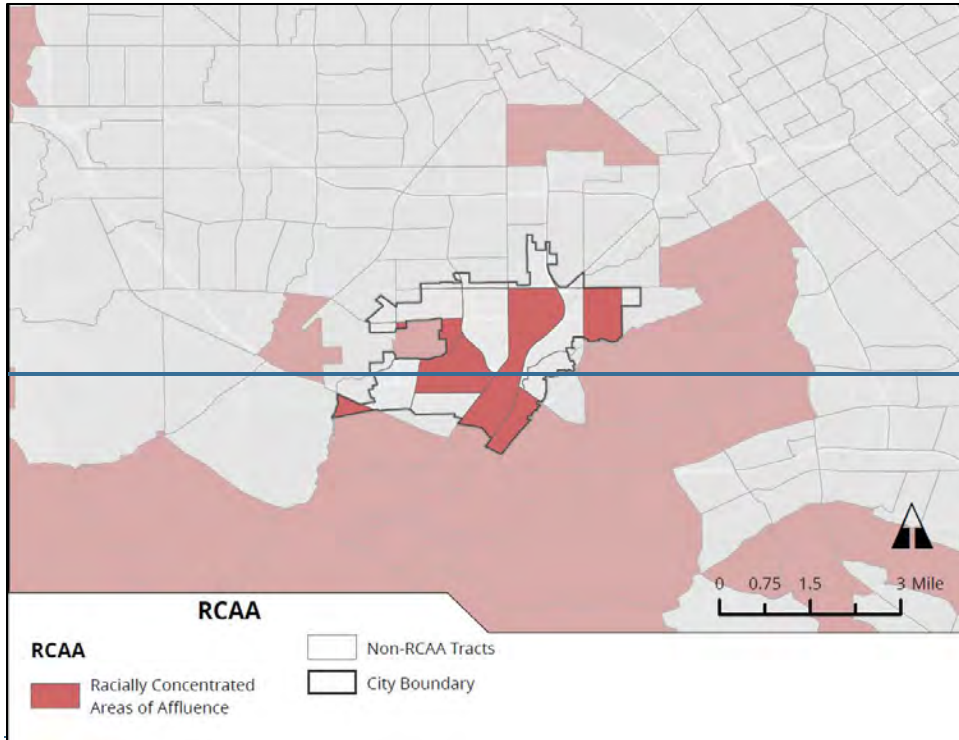 0 0.75 1.5 3 Mile
RCAA
RCAA
Racially Concentrated
Areas of Affluence
Non-RCAA Tracts
City Boundary